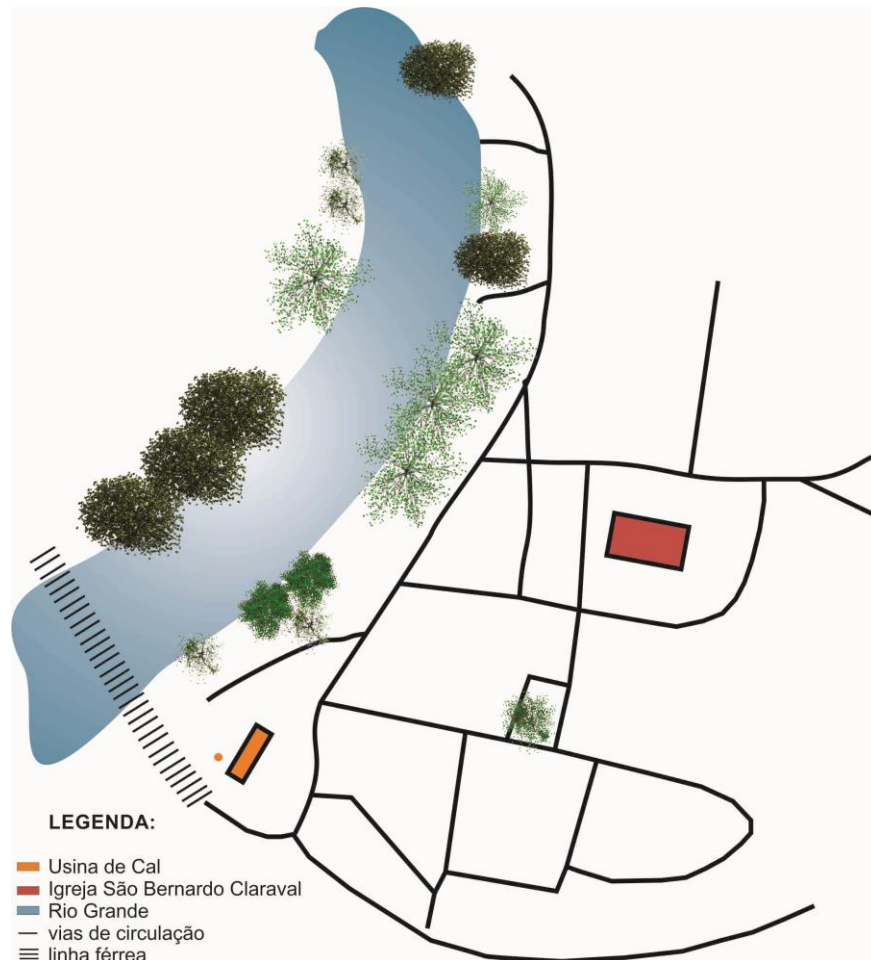 LEGENDA:
Usina de Cal
Igreja São Bernardo Claraval
Rio Grande
vias de circulação
linha férrea